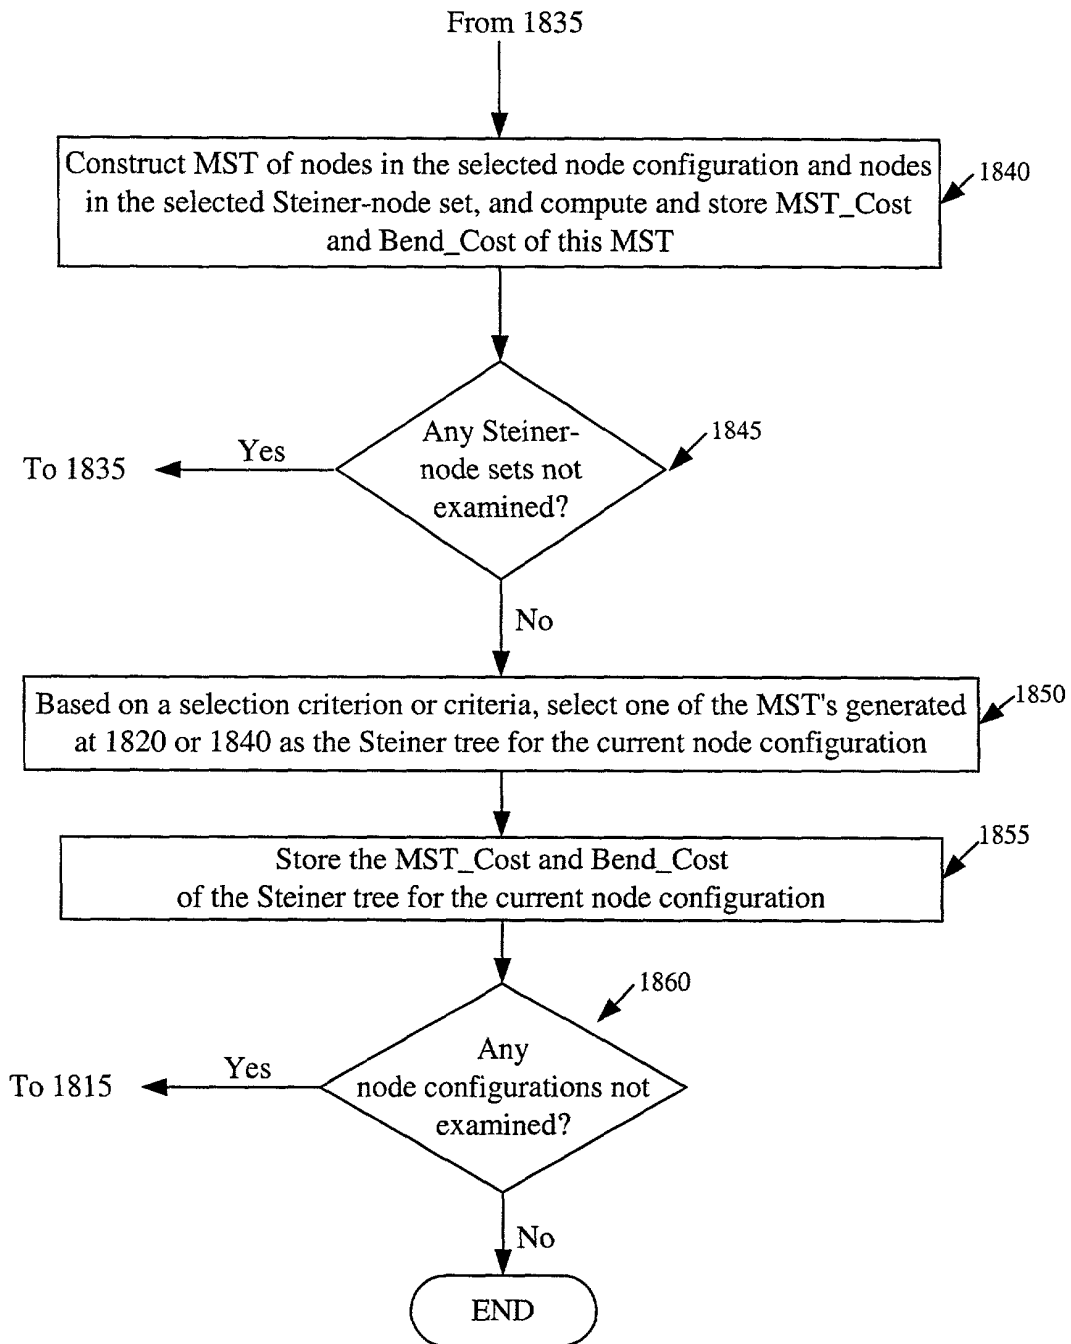 From 1835
Construct MST of nodes in the selected node configuration and nodes
in the selected Steiner-node set, and compute and store MST_Cost
and Bend_Cost of this MST
1840
Any Steiner-
node sets not
examined?
1845
Yes
To 1835
No
Based on a selection criterion or criteria, select one of the MST's generated
at 1820 or 1840 as the Steiner tree for the current node configuration
1850
Store the MST_Cost and Bend_Cost
of the Steiner tree for the current node configuration
1855
Any
node configurations not
examined?
1860
Yes
To 1815
No
END